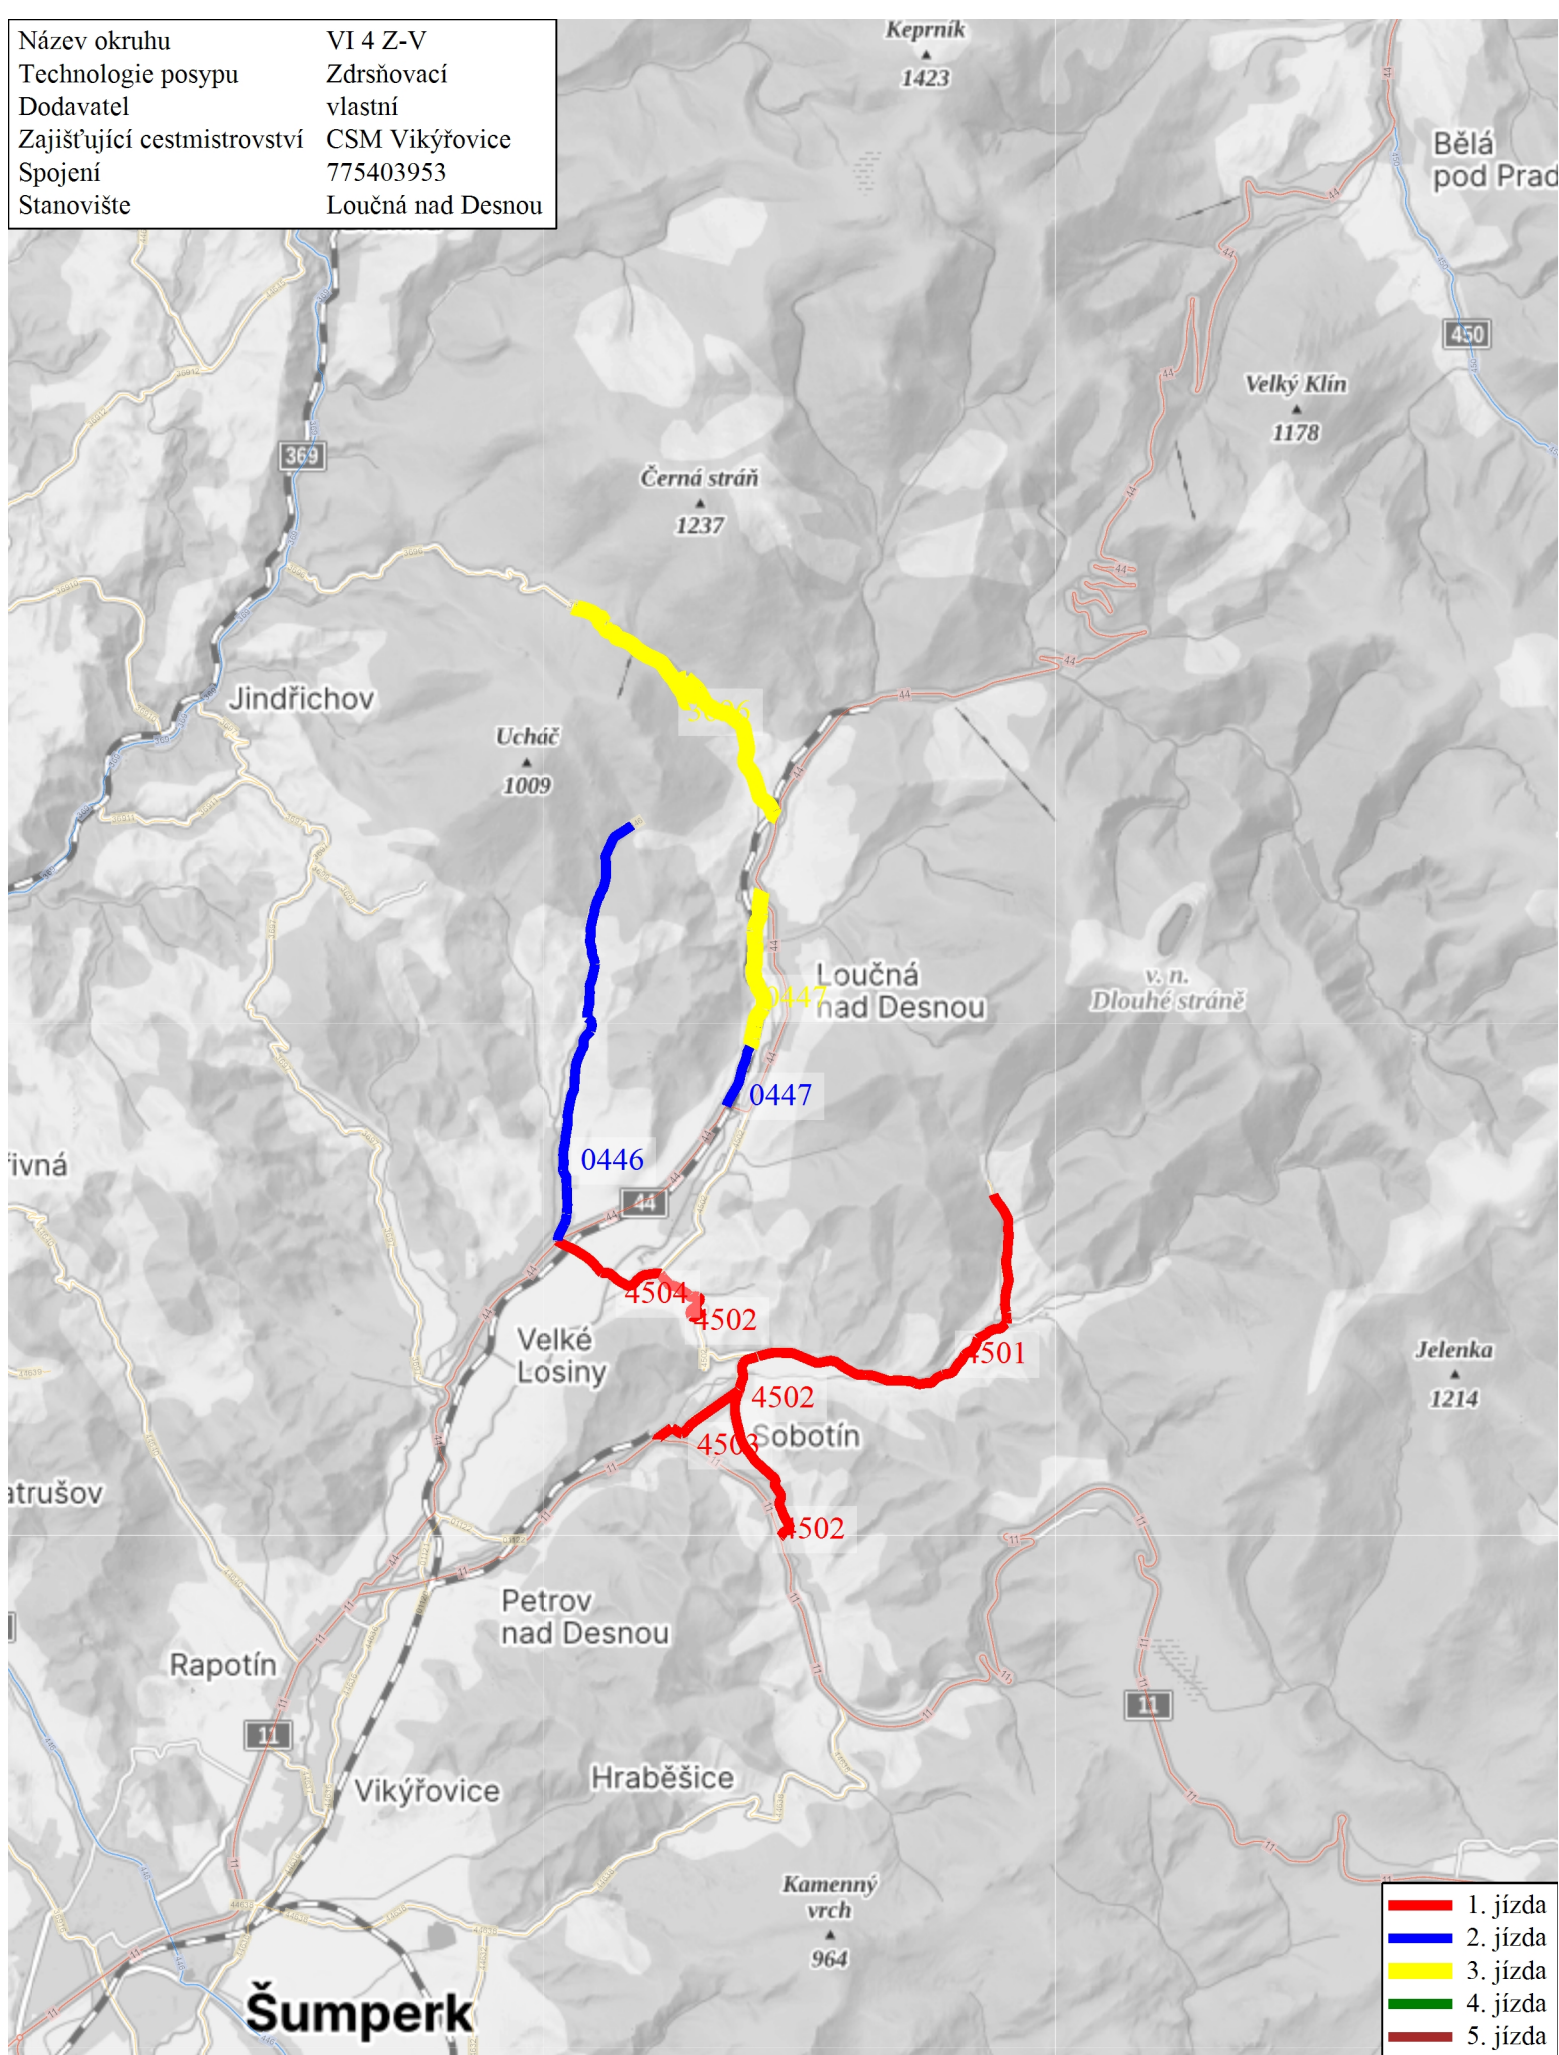 Název okruhu VI 4 Z-V
Technologie posypu Zdrsňovací
Dodavatel vlastní
Zajišťující cestmistrovství CSM Vikýřovice
Spojení 775403953
Stanoviště Loučná nad Desnou
Keprník
1423
Bělá
pod Prad
450
Velký Klín
1178
369
Černá stráň
1237
Jindřichov
Ucháč
1009
Loučná
nad Desnou
0447
v. n.
Dlouhé stráně
0447
0446
44
4504
4502
Velké
Losiny
4501
Jelenka
1214
4502
4503
Sobotín
4502
Petrov
nad Desnou
Rapotín
11
11
Vikýřovice
Hraběšice
Kamenný
vrch
964
Šumperk
1. jízda
2. jízda
3. jízda
4. jízda
5. jízda